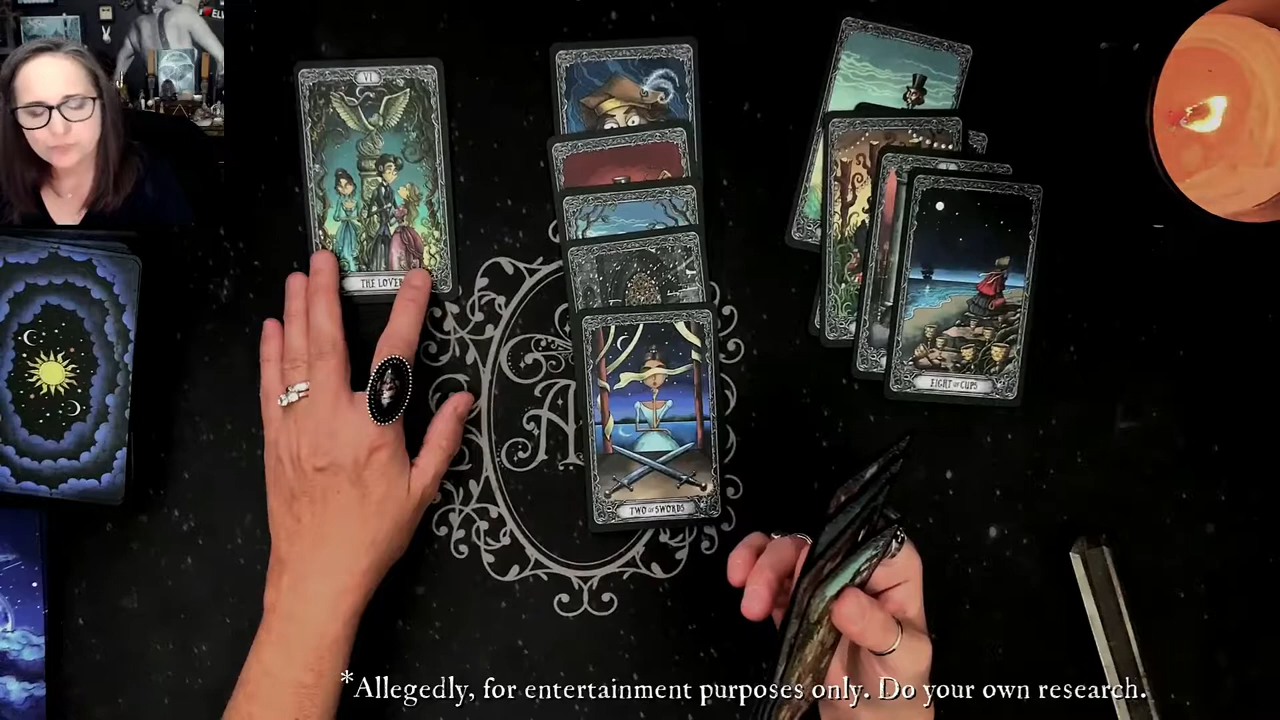 VI
THE LOVERS
A
EIGHT OF CUPS
TWO OF SWORDS
*Allegedly, for entertainment purposes only. Do your own research.